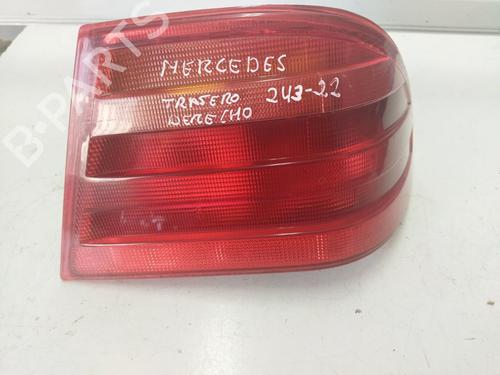 MERCEDES
TRASERO 243-22
DERECHO
B-PARTS